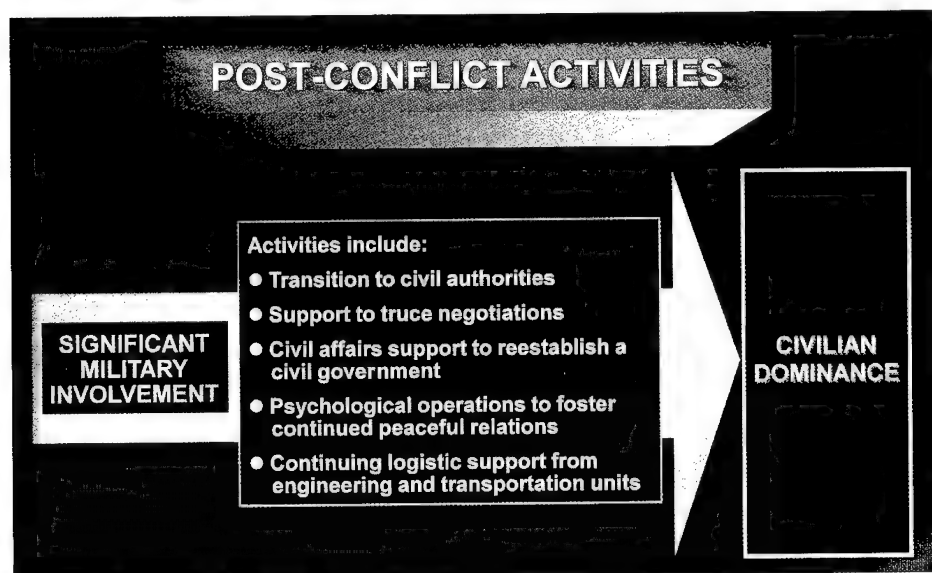 POST-CONFLICT ACTIVITIES
SIGNIFICANT
MILITARY
INVOLVEMENT
Activities include:
● Transition to civil authorities
● Support to truce negotiations
● Civil affairs support to reestablish a
civil government
● Psychological operations to foster
continued peaceful relations
● Continuing logistic support from
engineering and transportation units
CIVILIAN
DOMINANCE